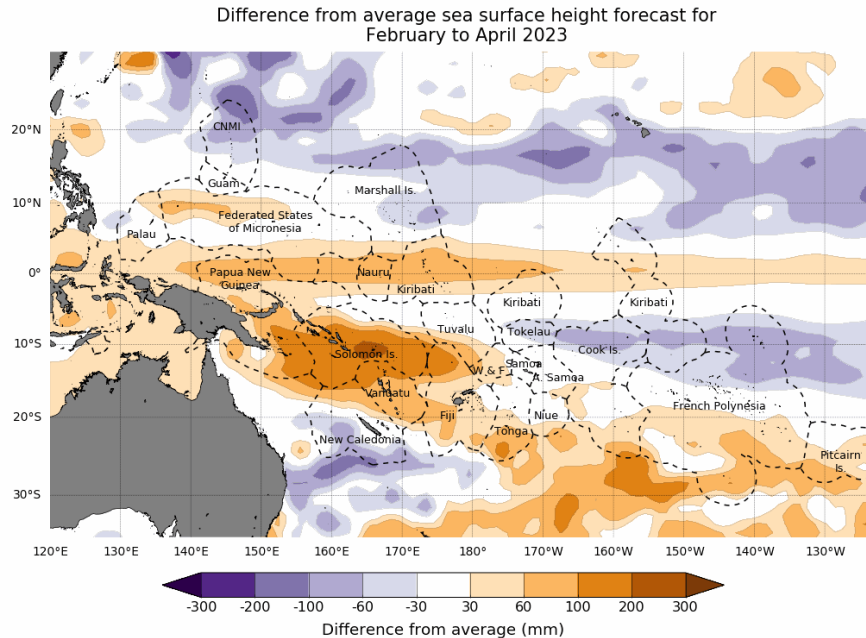 Difference from average sea surface height forecast for
February to April 2023
20°N
10°N
0°
10°S
20°S
30°S
CNMI
Guam
Marshall Is.
Federated States
of Micronesia
Palau
Papua New
Guinea
Nauru
Kiribati
Kiribati
Kiribati
Tuvalu
Tokelau
Solomon Is.
Cook Is.
W & F
Samoa
A. Samoa
Vanuatu
Fiji
Niue
French Polynesia
Tonga
New Caledonia
Pitcairn
Is.
120°E 130°E 140°E 150°E 160°E 170°E 180° 170°W 160°W 150°W 140°W 130°W
-300 -200 -100 -60 -30 30 60 100 200 300
Difference from average (mm)